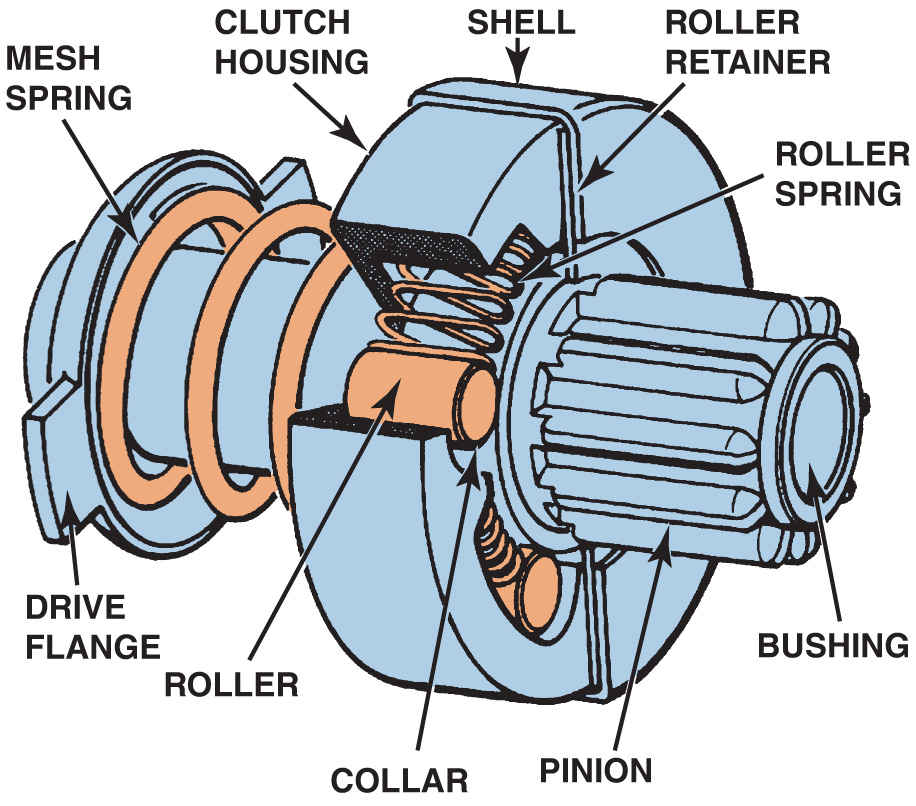 CLUTCH
HOUSING
SHELL
ROLLER
RETAINER
MESH
SPRING
ROLLER
SPRING
DRIVE
FLANGE
ROLLER
COLLAR
PINION
BUSHING